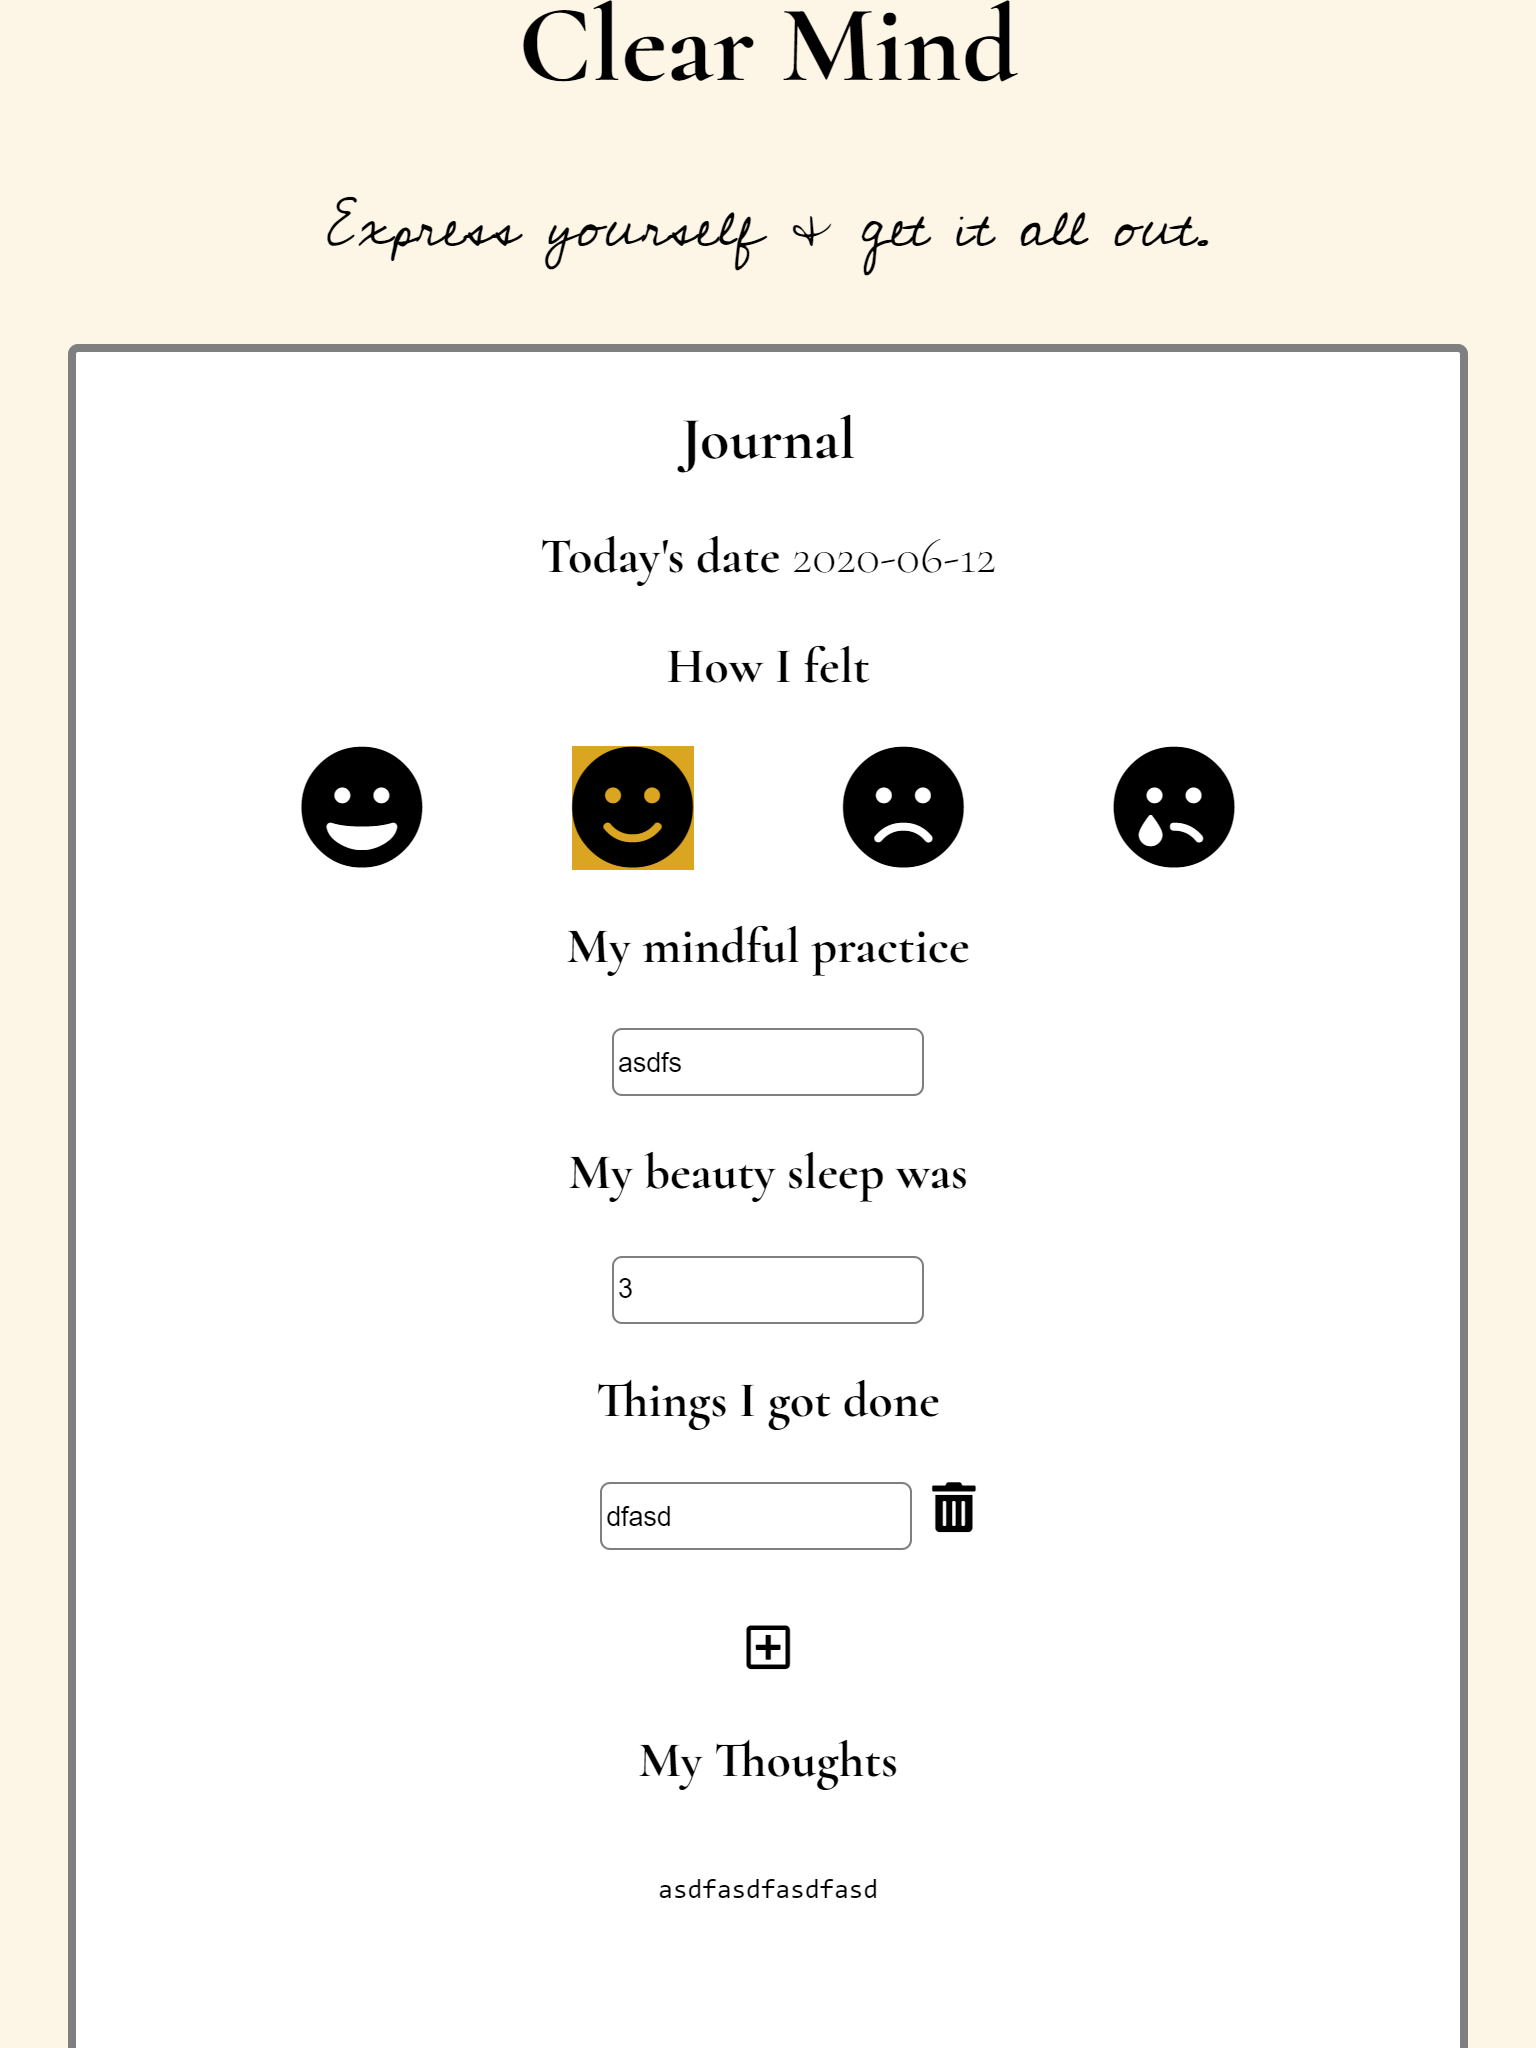 Clear Mind
Express yourself & get it all out.
Journal
Today's date 2020-06-12
How I felt
My mindful practice
asdfs
My beauty sleep was
3
Things I got done
dfasd
My Thoughts
asdfasdfasdfasd